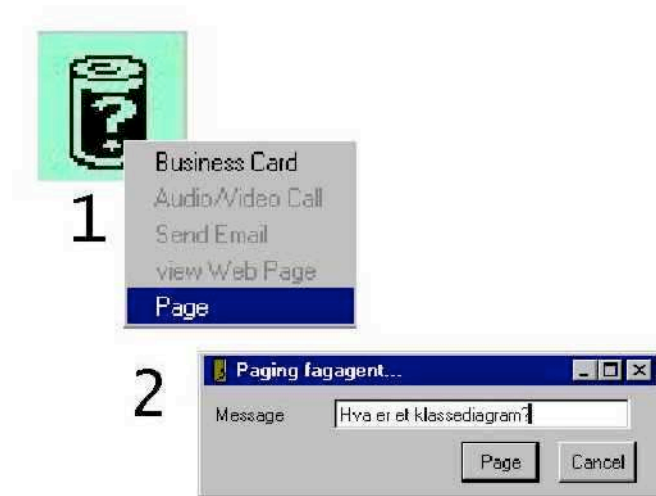 ?
1
Business Card
Audio/Video Call
Send Email
view Web Page
Page
2
Paging fagagent...
Message Hva er et klassediagram?
Page Cancel